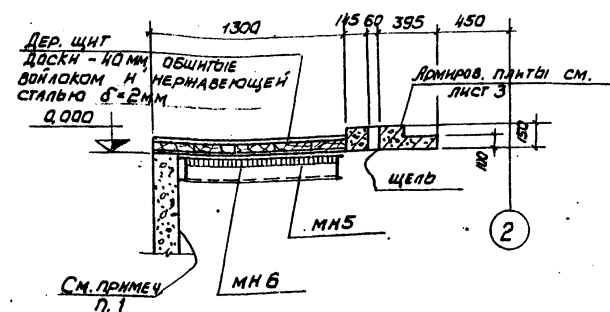 1300
145
60
395
450
Дер. щит
доски - 40 мм, обшитые
войлоком и нержавеющей
сталью δ=2мм
0,000
Армиров. плиты см.
лист 3
150
100
щель
2
МН5
МН6
См. примеч
п. 1